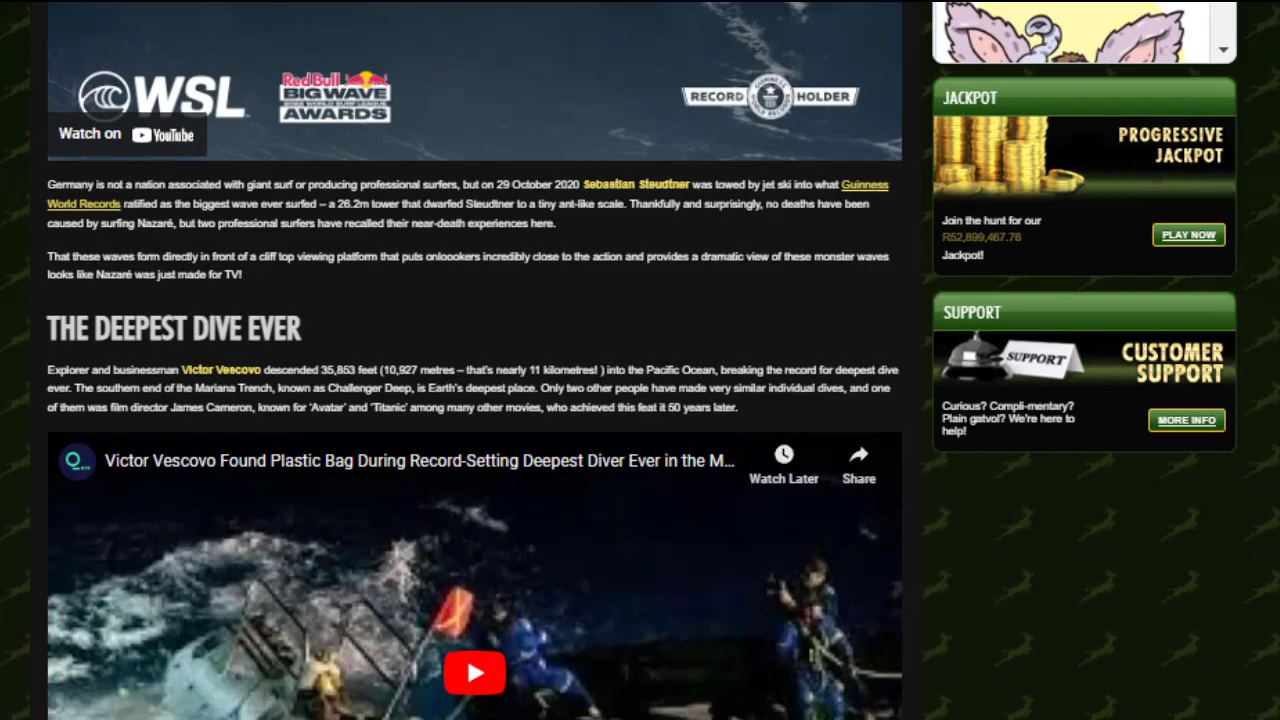 WSL
Red Bull
BIG WAVE
2022 WORLD SURF LEAGUE
AWARDS
RECORD HOLDER
GUINNESS WORLD RECORDS
Watch on YouTube
Germany is not a nation associated with giant surf or producing professional surfers, but on 29 October 2020 Sebastian Steudtner was towed by jet ski into what Guinness
World Records ratified as the biggest wave ever surfed – a 26.2m tower that dwarfed Steudtner to a tiny ant-like scale. Thankfully and surprisingly, no deaths have been
caused by surfing Nazaré, but two professional surfers have recalled their near-death experiences here.
That these waves form directly in front of a cliff top viewing platform that puts onloookers incredibly close to the action and provides a dramatic view of these monster waves
looks like Nazaré was just made for TV!
THE DEEPEST DIVE EVER
Explorer and businessman Victor Vescovo descended 35,853 feet (10,927 metres – that's nearly 11 kilometres! ) into the Pacific Ocean, breaking the record for deepest dive
ever. The southern end of the Mariana Trench, known as Challenger Deep, is Earth's deepest place. Only two other people have made very similar individual dives, and one
of them was film director James Cameron, known for 'Avatar' and 'Titanic' among many other movies, who achieved this feat it 50 years later.
Victor Vescovo Found Plastic Bag During Record-Setting Deepest Diver Ever in the M...
Watch Later
Share
JACKPOT
PROGRESSIVE
JACKPOT
Join the hunt for our
R52,899,467.76
Jackpot!
PLAY NOW
SUPPORT
SUPPORT
CUSTOMER
SUPPORT
Curious? Compli-mentary?
Plain gatvol? We're here to
help!
MORE INFO